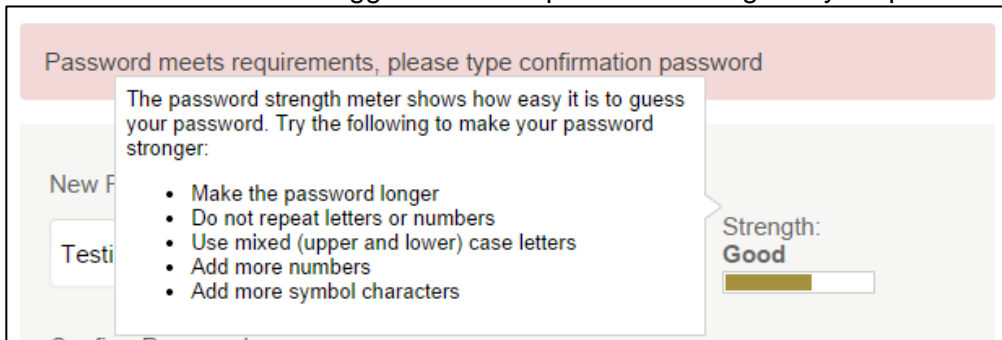 Password meets requirements, please type confirmation password
The password strength meter shows how easy it is to guess
your password. Try the following to make your password
stronger:
• Make the password longer
• Do not repeat letters or numbers
• Use mixed (upper and lower) case letters
• Add more numbers
• Add more symbol characters
New
Testi
Strength:
Good